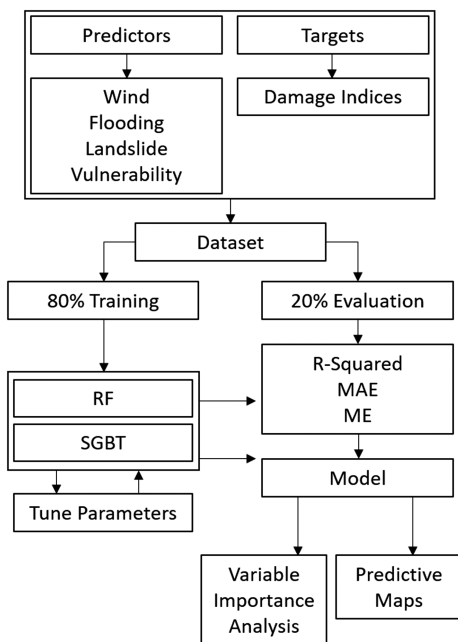 Predictors
Targets
Wind
Flooding
Landslide
Vulnerability
Damage Indices
Dataset
80% Training
20% Evaluation
RF
SGBT
R-Squared
MAE
ME
Tune Parameters
Model
Variable
Importance
Analysis
Predictive
Maps